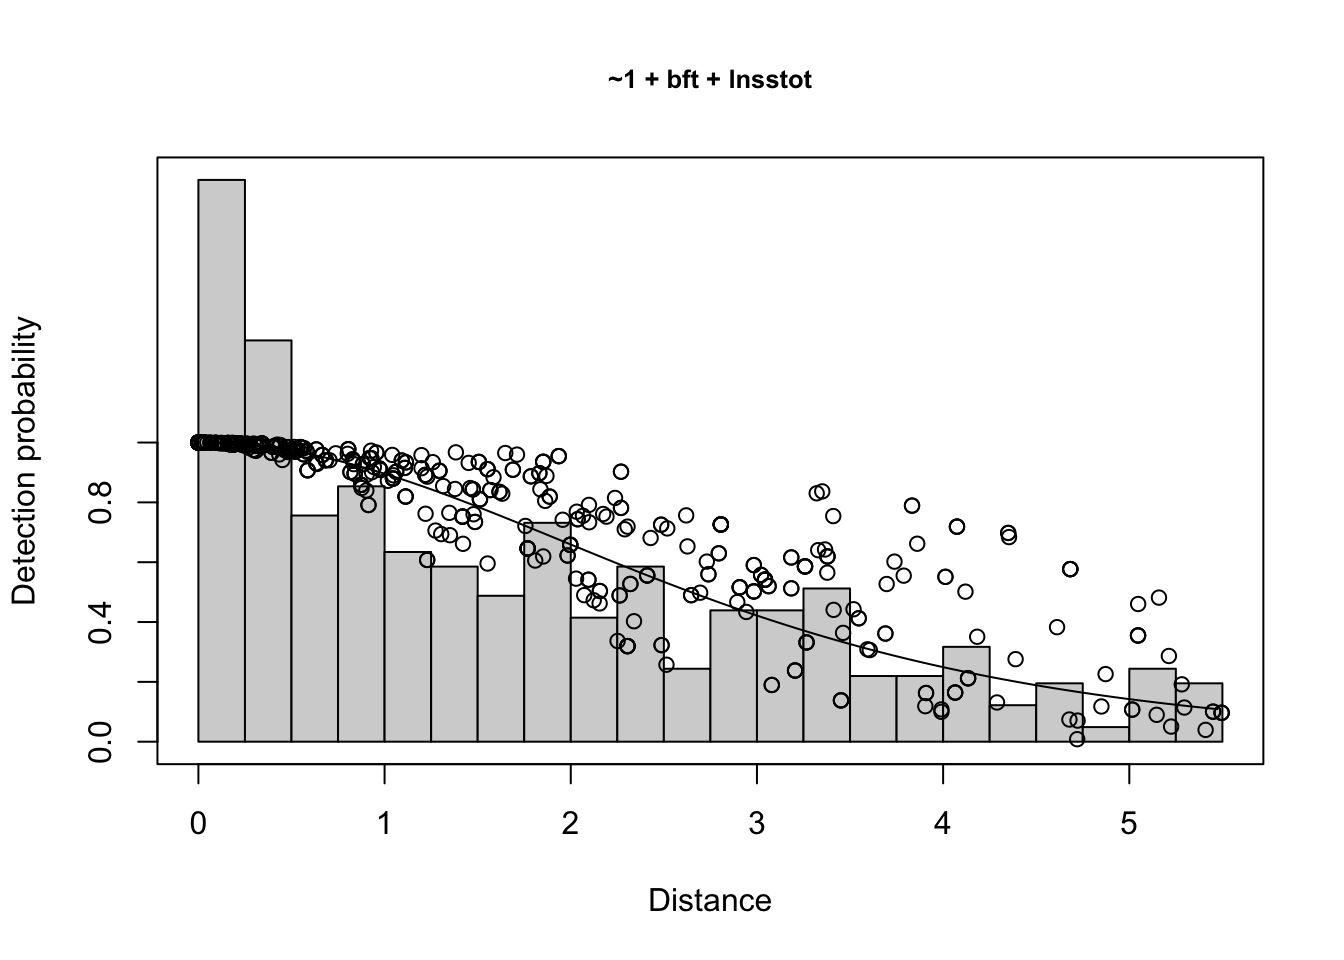 ~1 + bft + lnsstot
Detection probability
0.8
0.4
0.0
0 1 2 3 4 5
Distance